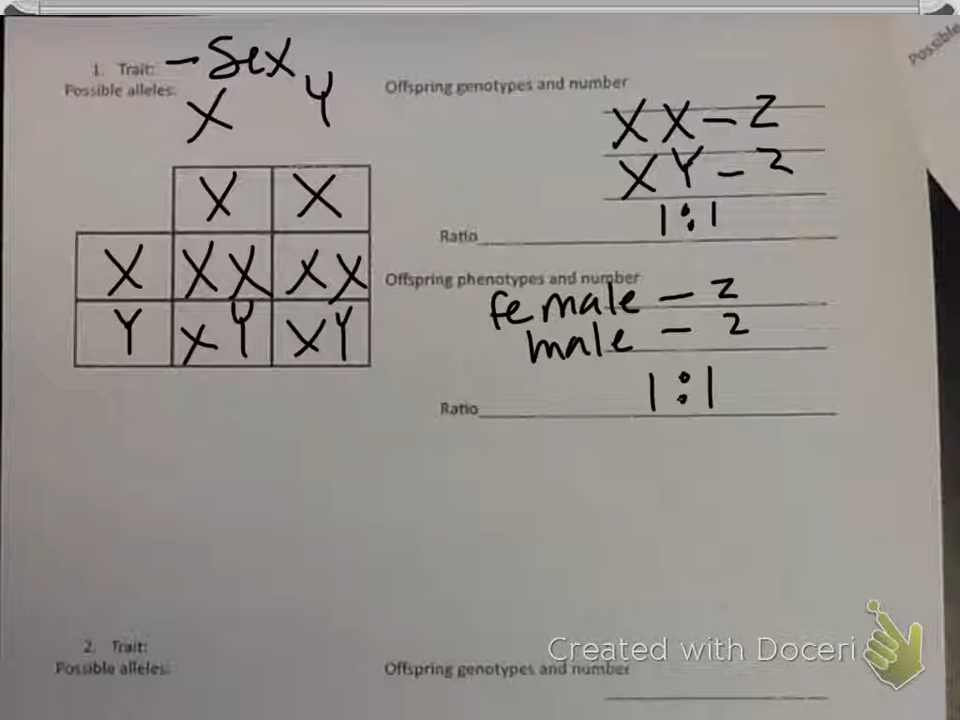 1. Trait: - Sex
Possible alleles: X Y
Offspring genotypes and number
XX - 2
XY - 2
Ratio 1:1
X X
X XX XX
Y XY XY
Offspring phenotypes and number
female - 2
male - 2
Ratio 1:1
Possible
2. Trait:
Possible alleles:
Offspring genotypes and number
Created with Doceri